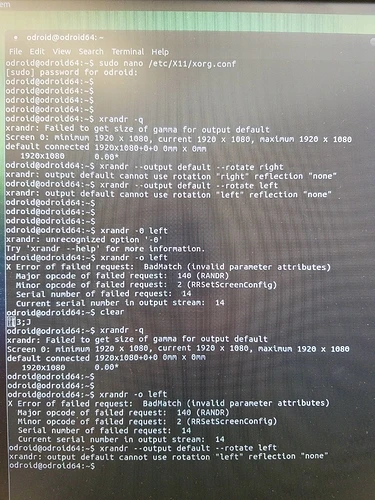 em
odroid@odroid64: ~
File Edit View Search Terminal Help
odroid@odroid64:~$ sudo nano /etc/X11/xorg.conf
[sudo] password for odroid:
odroid@odroid64:~$
odroid@odroid64:~$
odroid@odroid64:~$
odroid@odroid64:~$
odroid@odroid64:~$ xrandr -q
xrandr: Failed to get size of gamma for output default
Screen 0: minimum 1920 x 1080, current 1920 x 1080, maximum 1920 x 1080
default connected 1920x1080+0+0 0mm x 0mm
1920x1080 0.00*
odroid@odroid64:~$ xrandr --output default --rotate right
xrandr: output default cannot use rotation "right" reflection "none"
odroid@odroid64:~$ xrandr --output default --rotate left
xrandr: output default cannot use rotation "left" reflection "none"
odroid@odroid64:~$
odroid@odroid64:~$
odroid@odroid64:~$
odroid@odroid64:~$ xrandr -0 left
xrandr: unrecognized option '-0'
Try 'xrandr --help' for more information.
odroid@odroid64:~$ xrandr -o left
X Error of failed request: BadMatch (invalid parameter attributes)
Major opcode of failed request: 140 (RANDR)
Minor opcode of failed request: 2 (RRSetScreenConfig)
Serial number of failed request: 14
Current serial number in output stream: 14
odroid@odroid64:~$ clear
3;J
odroid@odroid64:~$ xrandr -q
xrandr: Failed to get size of gamma for output default
Screen 0: minimum 1920 x 1080, current 1920 x 1080, maximum 1920 x 1080
default connected 1920x1080+0+0 0mm x 0mm
1920x1080 0.00*
odroid@odroid64:~$
odroid@odroid64:~$
odroid@odroid64:~$ xrandr -o left
X Error of failed request: BadMatch (invalid parameter attributes)
Major opcode of failed request: 140 (RANDR)
Minor opcode of failed request: 2 (RRSetScreenConfig)
Serial number of failed request: 14
Current serial number in output stream: 14
odroid@odroid64:~$ xrandr --output default --rotate left
xrandr: output default cannot use rotation "left" reflection "none"
odroid@odroid64:~$